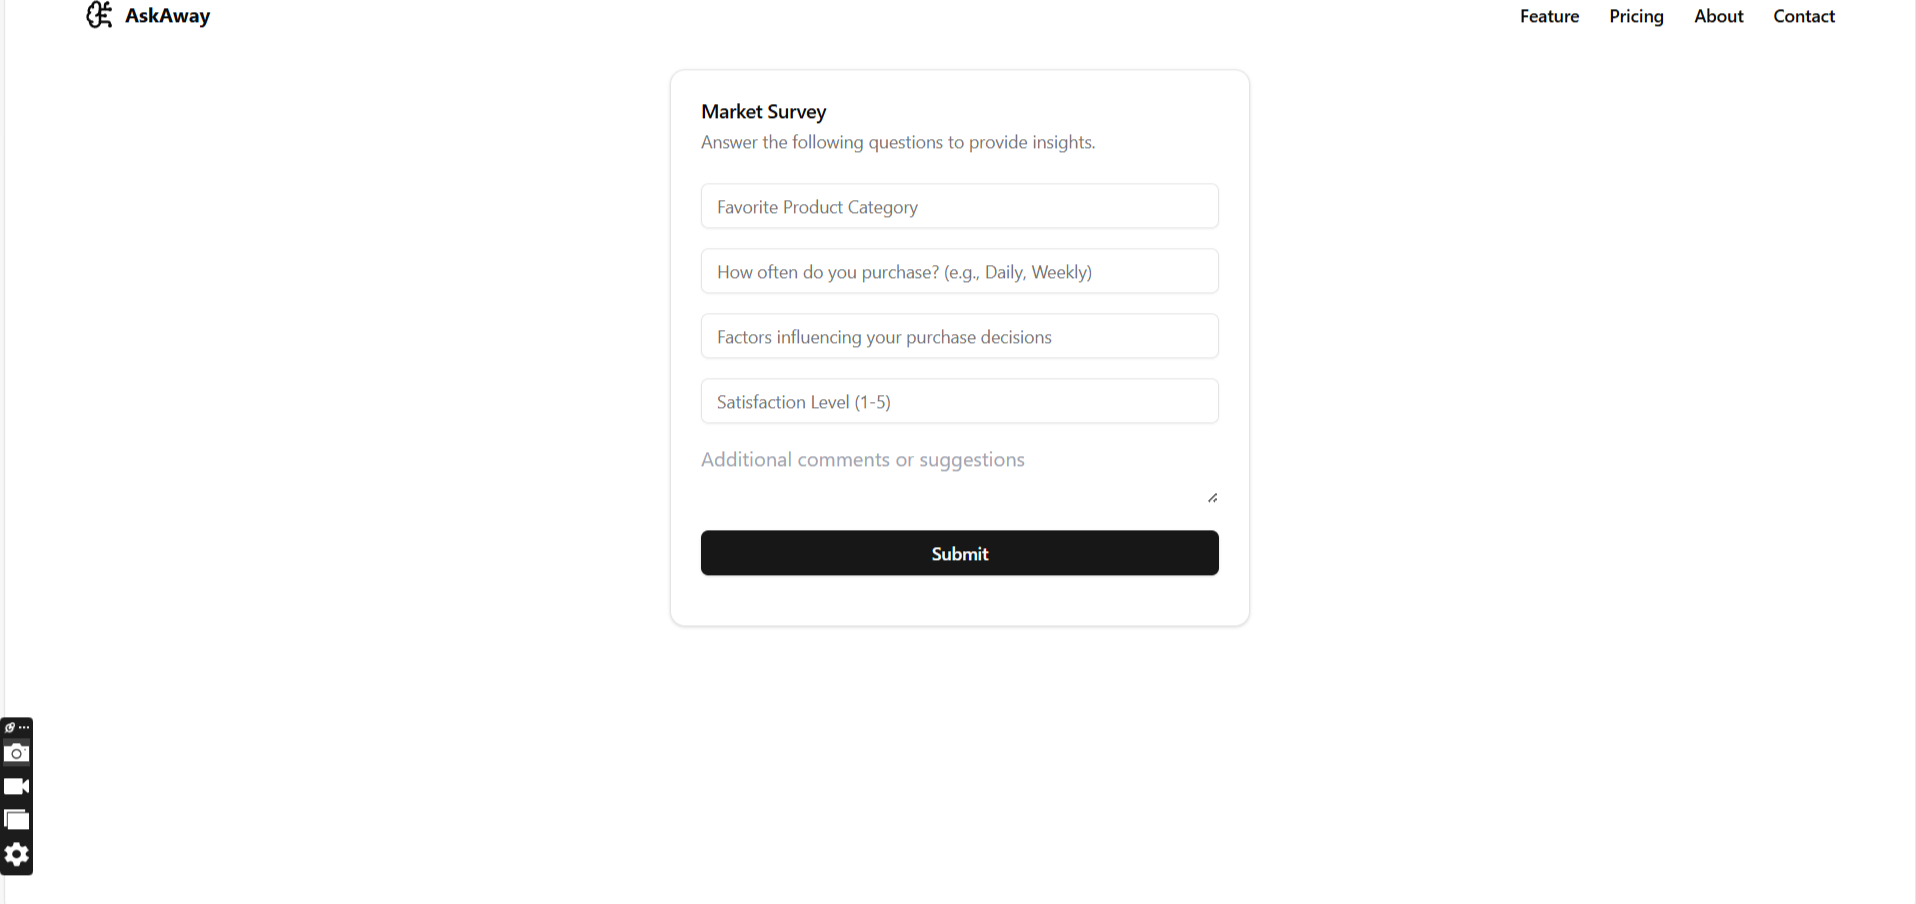 AskAway
Feature Pricing About Contact
Market Survey
Answer the following questions to provide insights.
Favorite Product Category
How often do you purchase? (e.g., Daily, Weekly)
Factors influencing your purchase decisions
Satisfaction Level (1-5)
Additional comments or suggestions
Submit